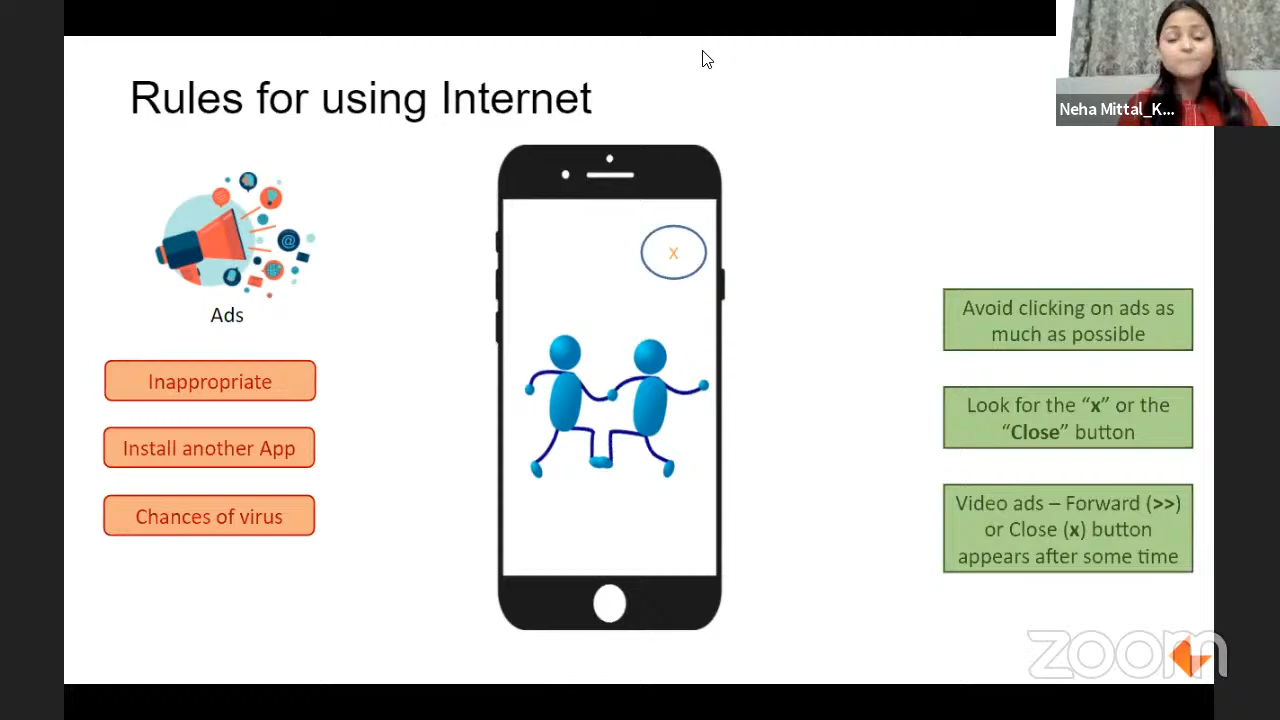 Rules for using Internet
Neha Mittal_K...
x
@
Ads
Inappropriate
Install another App
Chances of virus
Avoid clicking on ads as
much as possible
Look for the “x” or the
“Close” button
Video ads – Forward (>>)
or Close (x) button
appears after some time
zoom